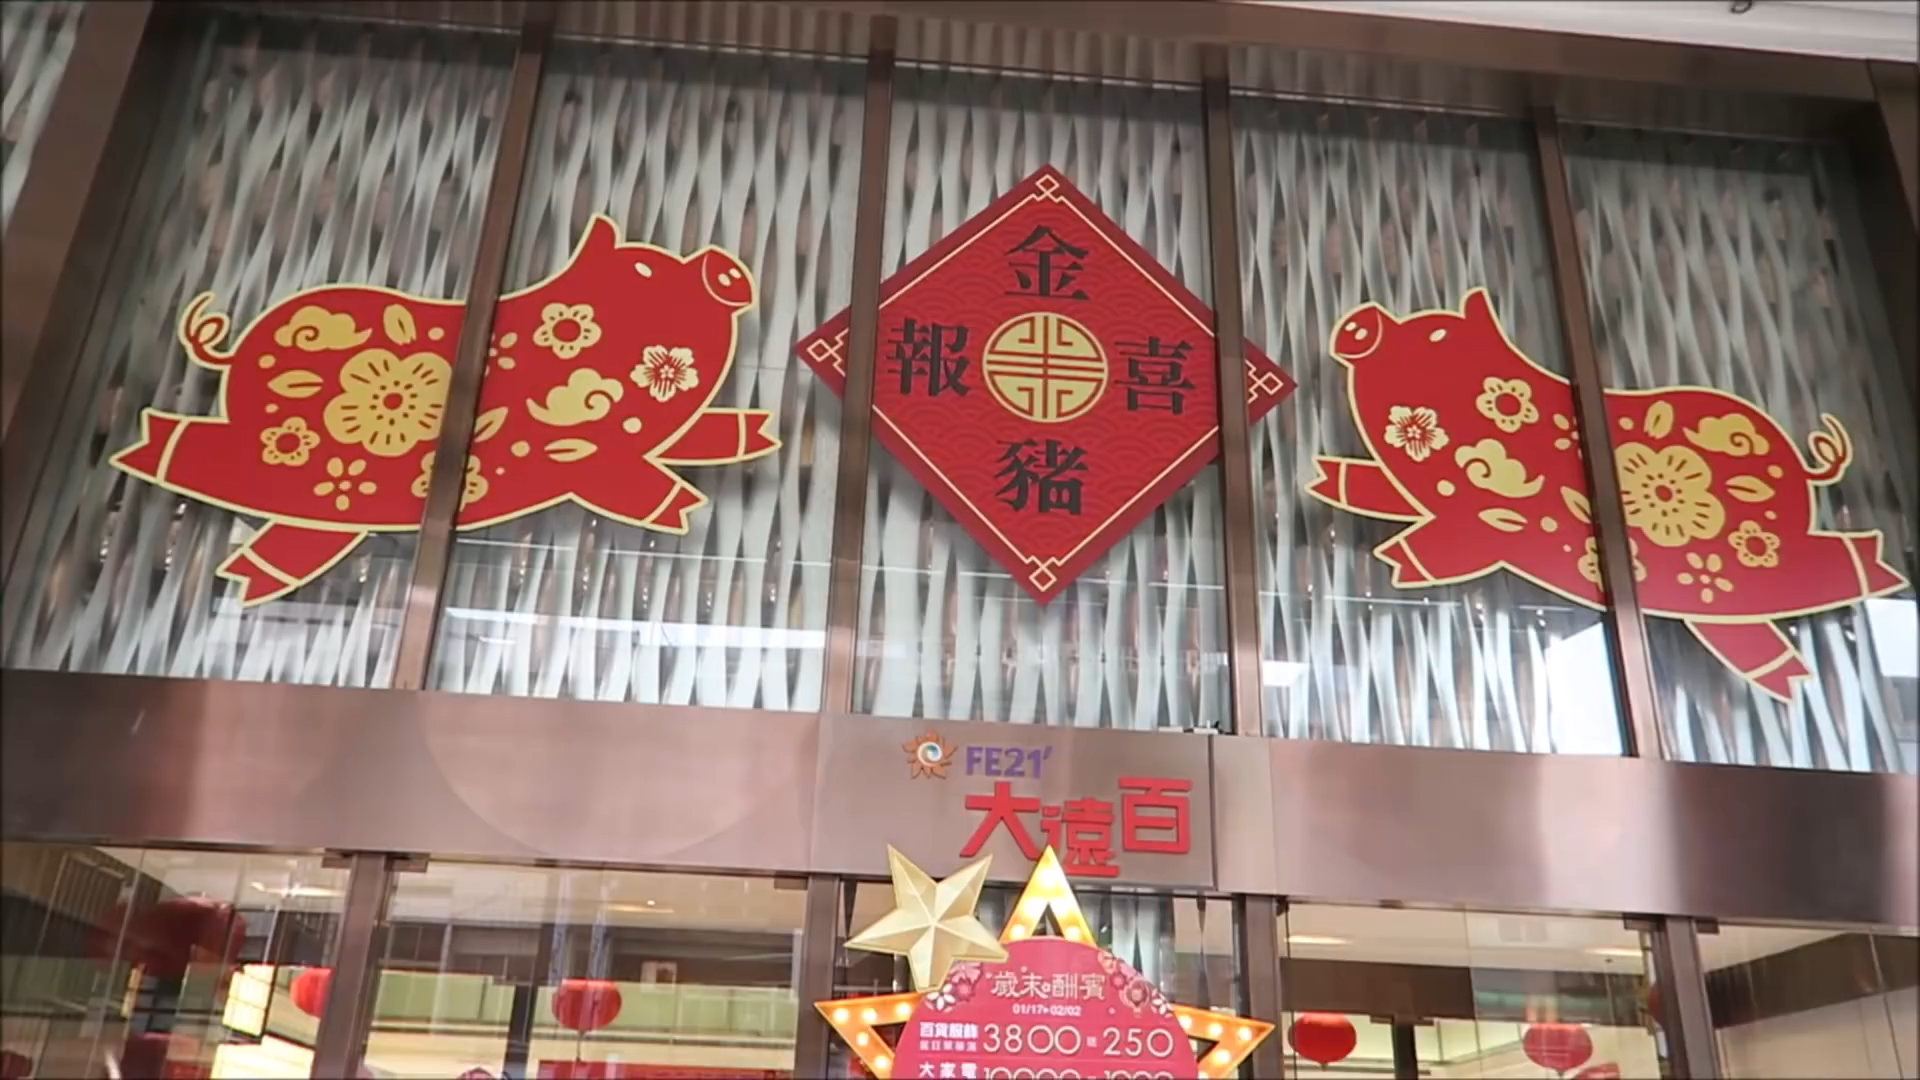 金
報 喜
豬
FE21'
大遠百
歲末酬賓
01/17 02/02
百貨服飾
3800 250
大家電